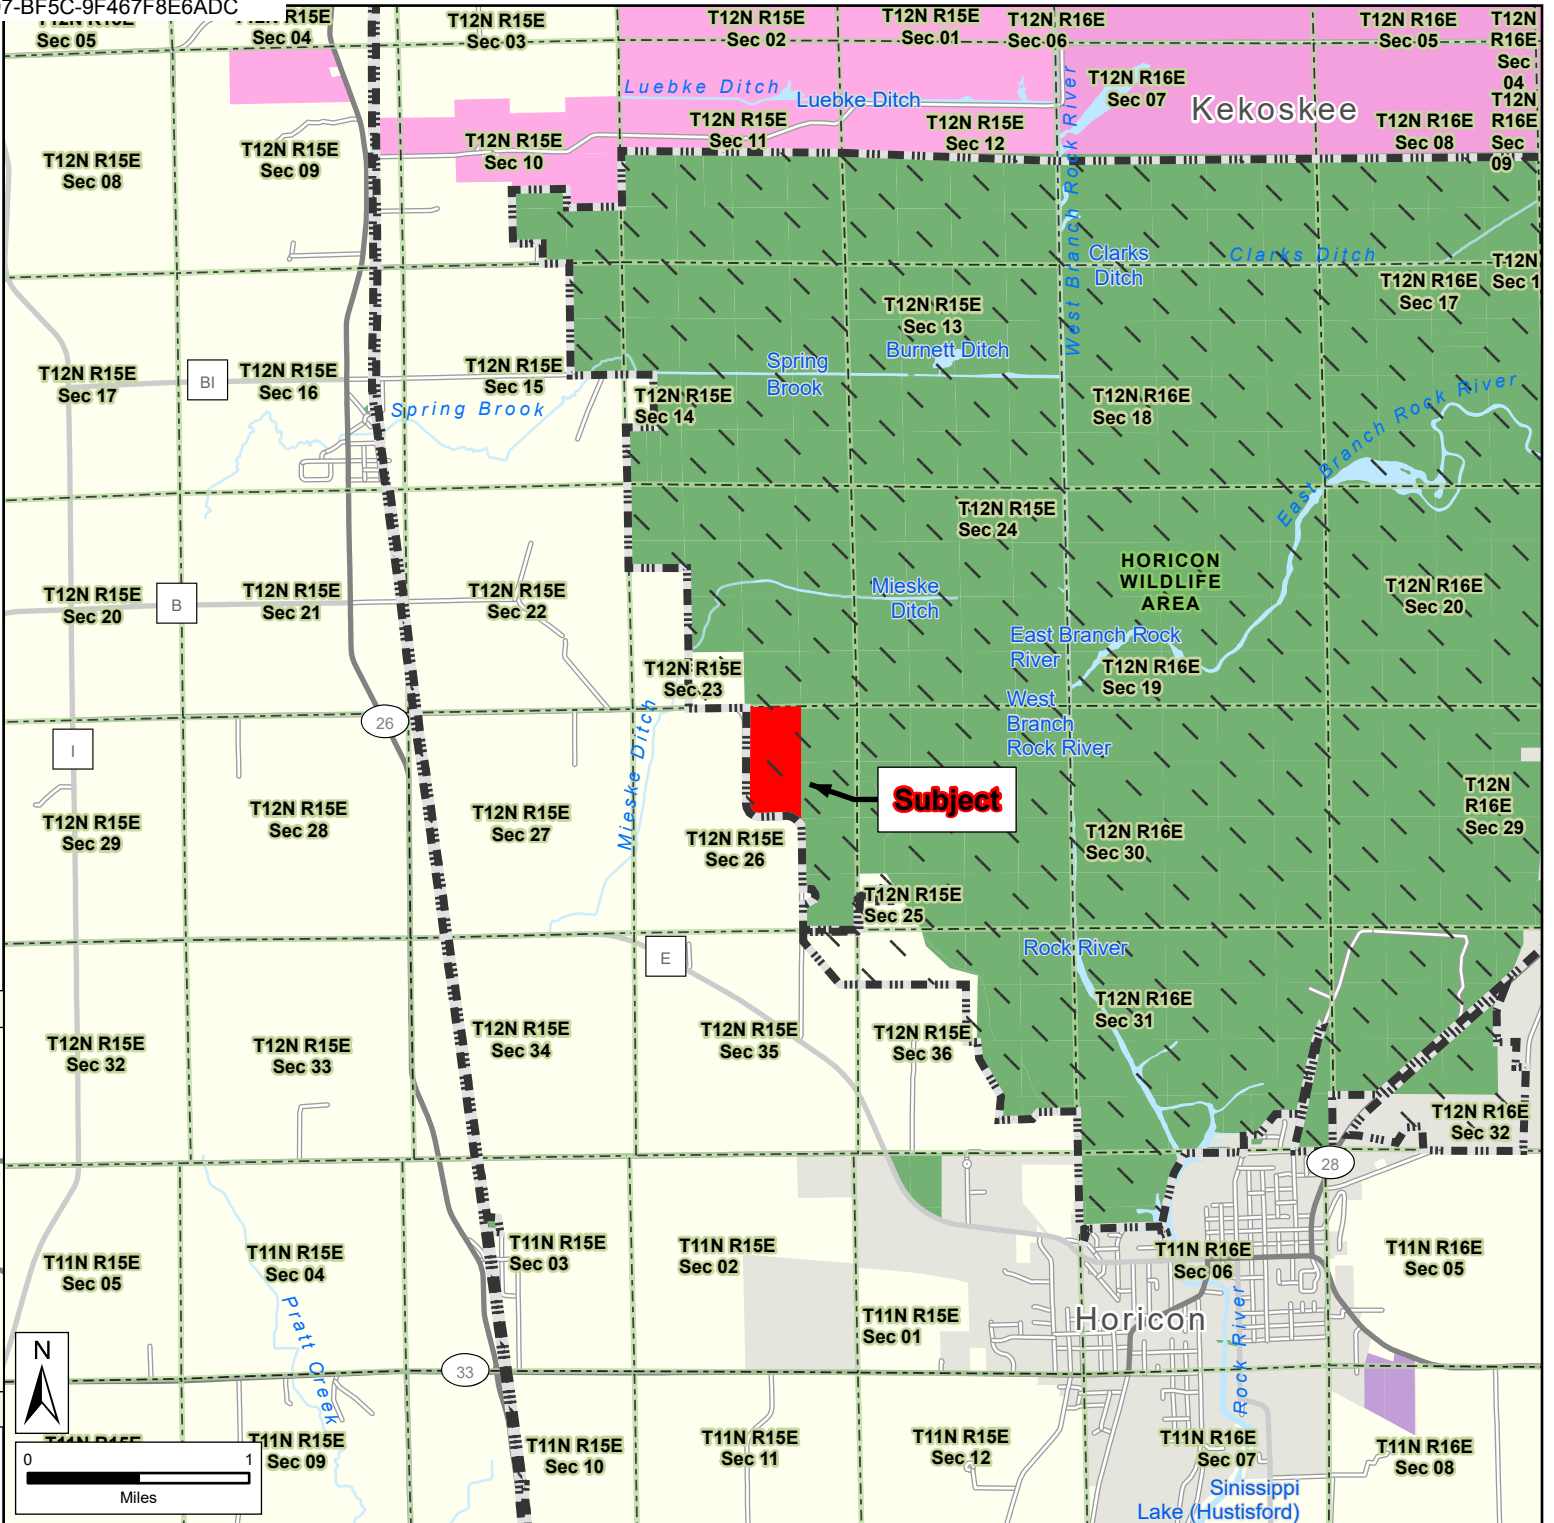 97-BF5C-9F467F8E6ADC
T12N R15E
Sec 05
T12N R15E
Sec 04
T12N R15E
Sec 03
T12N R15E
Sec 02
T12N R15E
Sec 01
T12N R16E
Sec 06
T12N R16E
Sec 05
T12N
R16E
Sec
04
Luebke Ditch
Luebke Ditch
T12N R16E
Sec 07
Kekoskee
T12N R15E
Sec 08
T12N R15E
Sec 09
T12N R15E
Sec 10
T12N R15E
Sec 11
T12N R15E
Sec 12
T12N R16E
Sec 08
T12N
R16E
Sec
09
West Branch Rock River
Clarks
Ditch
Clarks Ditch
T12N R16E
Sec 17
T12N
Sec 1
T12N R15E
Sec 13
Burnett Ditch
Spring
Brook
T12N R15E
Sec 17
BI
T12N R15E
Sec 16
T12N R15E
Sec 15
Spring Brook
T12N R15E
Sec 14
T12N R16E
Sec 18
East Branch Rock River
T12N R15E
Sec 24
HORICON
WILDLIFE
AREA
T12N R15E
Sec 20
B
T12N R15E
Sec 21
T12N R15E
Sec 22
Mieske
Ditch
T12N R16E
Sec 20
East Branch Rock
River
T12N R15E
Sec 23
T12N R16E
Sec 19
West
Branch
Rock River
26
I
Mieske Ditch
Subject
T12N R15E
Sec 29
T12N R15E
Sec 28
T12N R15E
Sec 27
T12N R15E
Sec 26
T12N R16E
Sec 30
T12N
R16E
Sec 29
T12N R15E
Sec 25
E
Rock River
T12N R15E
Sec 32
T12N R15E
Sec 33
T12N R15E
Sec 34
T12N R15E
Sec 35
T12N R15E
Sec 36
T12N R16E
Sec 31
T12N R16E
Sec 32
28
T11N R15E
Sec 05
T11N R15E
Sec 04
T11N R15E
Sec 03
T11N R15E
Sec 02
T11N R16E
Sec 06
T11N R16E
Sec 05
Pratt Creek
T11N R15E
Sec 01
Horicon
Rock River
N
33
0 1
Miles
T11N R15E
T11N R15E
Sec 09
T11N R15E
Sec 10
T11N R15E
Sec 11
T11N R15E
Sec 12
T11N R16E
Sec 07
T11N R16E
Sec 08
Sinissippi
Lake (Hustisford)